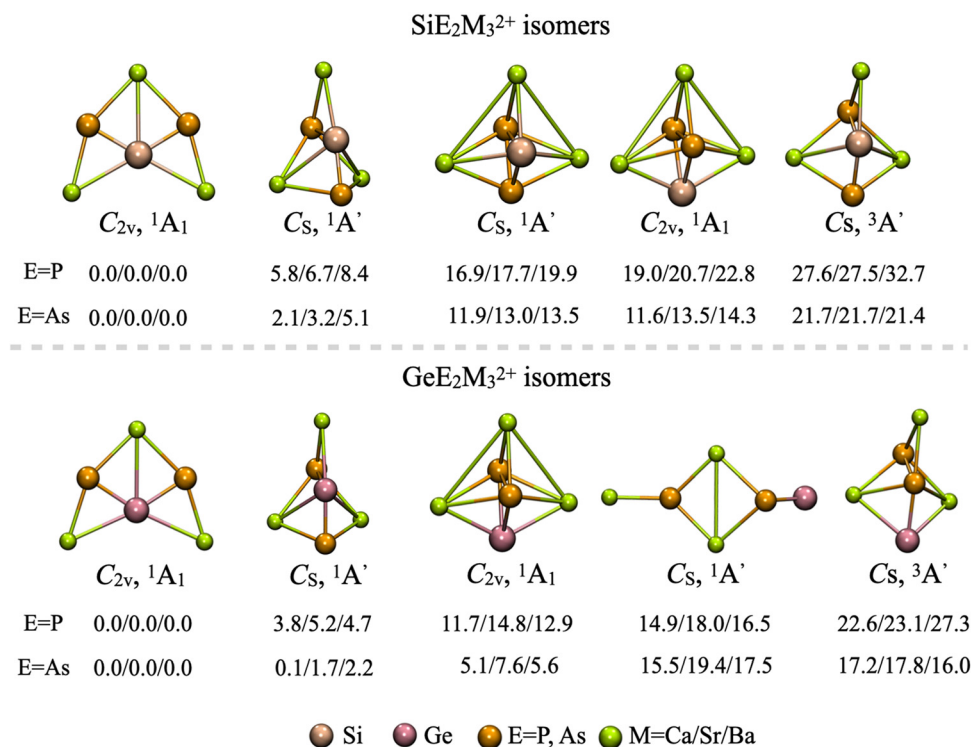 SiE₂M₃²⁺ isomers
C₂ᵥ, ¹A₁ Cₛ, ¹A’ Cₛ, ¹A’ C₂ᵥ, ¹A₁ Cs, ³A’
E=P 0.0/0.0/0.0 5.8/6.7/8.4 16.9/17.7/19.9 19.0/20.7/22.8 27.6/27.5/32.7
E=As 0.0/0.0/0.0 2.1/3.2/5.1 11.9/13.0/13.5 11.6/13.5/14.3 21.7/21.7/21.4
GeE₂M₃²⁺ isomers
C₂ᵥ, ¹A₁ Cₛ, ¹A’ C₂ᵥ, ¹A₁ Cₛ, ¹A’ Cs, ³A’
E=P 0.0/0.0/0.0 3.8/5.2/4.7 11.7/14.8/12.9 14.9/18.0/16.5 22.6/23.1/27.3
E=As 0.0/0.0/0.0 0.1/1.7/2.2 5.1/7.6/5.6 15.5/19.4/17.5 17.2/17.8/16.0
Si Ge E=P, As M=Ca/Sr/Ba